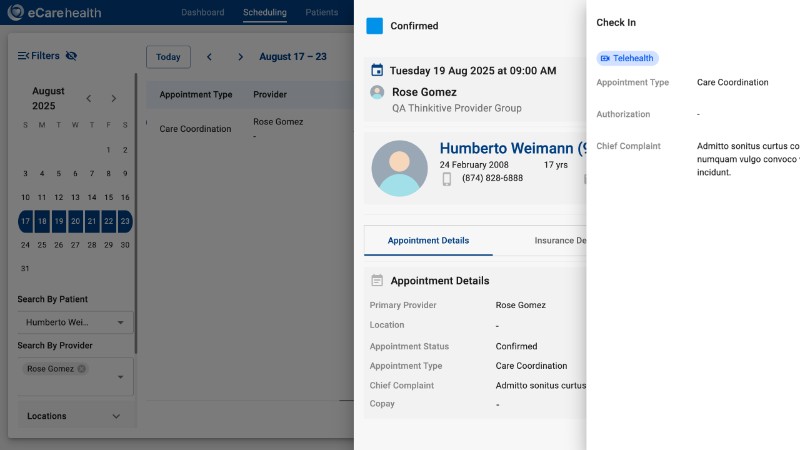 eCarehealth
Dashboard Scheduling Patients
Filters
Today August 17 – 23
August
2025
S M T W T F S
1 2
3 4 5 6 7 8 9
10 11 12 13 14 15 16
17 18 19 20 21 22 23
24 25 26 27 28 29 30
31
Search By Patient
Humberto Wei...
Search By Provider
Rose Gomez
Locations
Appointment Type Provider
Care Coordination Rose Gomez
-
Confirmed
Tuesday 19 Aug 2025 at 09:00 AM
Rose Gomez
QA Thinkitive Provider Group
Humberto Weimann (9
24 February 2008 17 yrs
(874) 828-6888
Appointment Details Insurance De
Appointment Details
Primary Provider Rose Gomez
Location -
Appointment Status Confirmed
Appointment Type Care Coordination
Chief Complaint Admitto sonitus curtus
Copay -
Check In
Telehealth
Appointment Type Care Coordination
Authorization -
Chief Complaint Admitto sonitus curtus co
numquam vulgo convoco
incidunt.